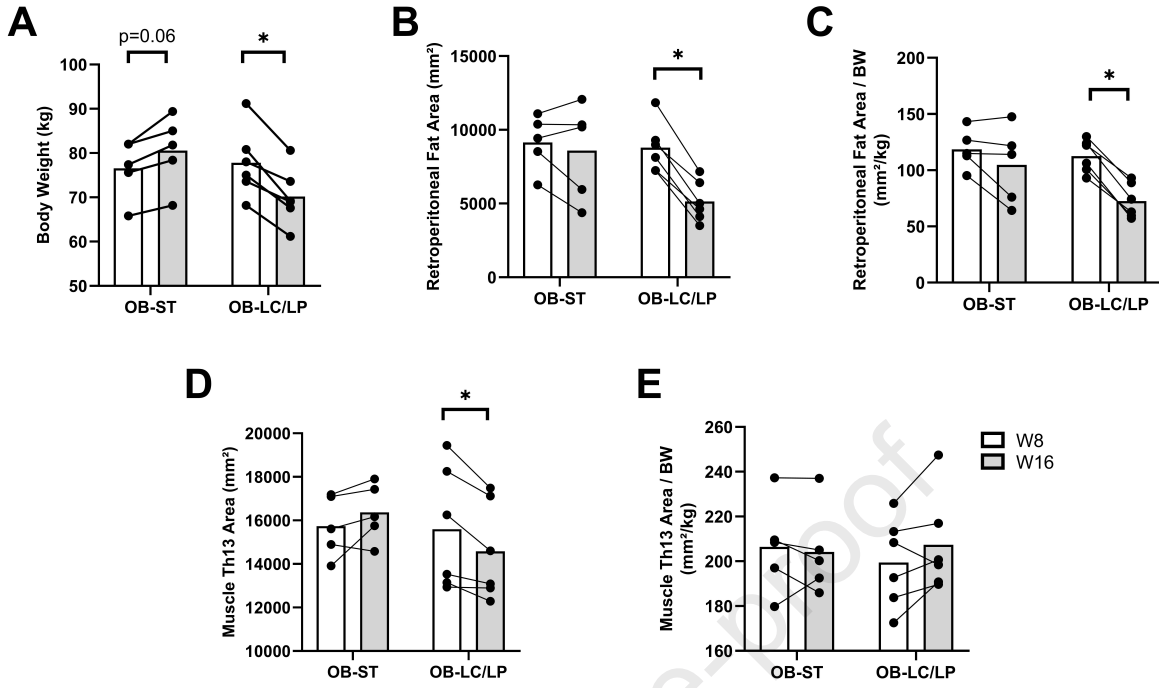 A
B
C
p=0.06
*
*
*
Body Weight (kg)
100
90
80
70
60
50
OB-ST
OB-LC/LP
Retroperitoneal Fat Area (mm²)
15000
10000
5000
0
OB-ST
OB-LC/LP
Retroperitoneal Fat Area / BW
(mm²/kg)
200
150
100
50
0
OB-ST
OB-LC/LP
D
E
*
Muscle Th13 Area (mm²)
20000
18000
16000
14000
12000
10000
OB-ST
OB-LC/LP
Muscle Th13 Area / BW
(mm²/kg)
260
240
220
200
180
160
OB-ST
OB-LC/LP
W8
W16
e-proof